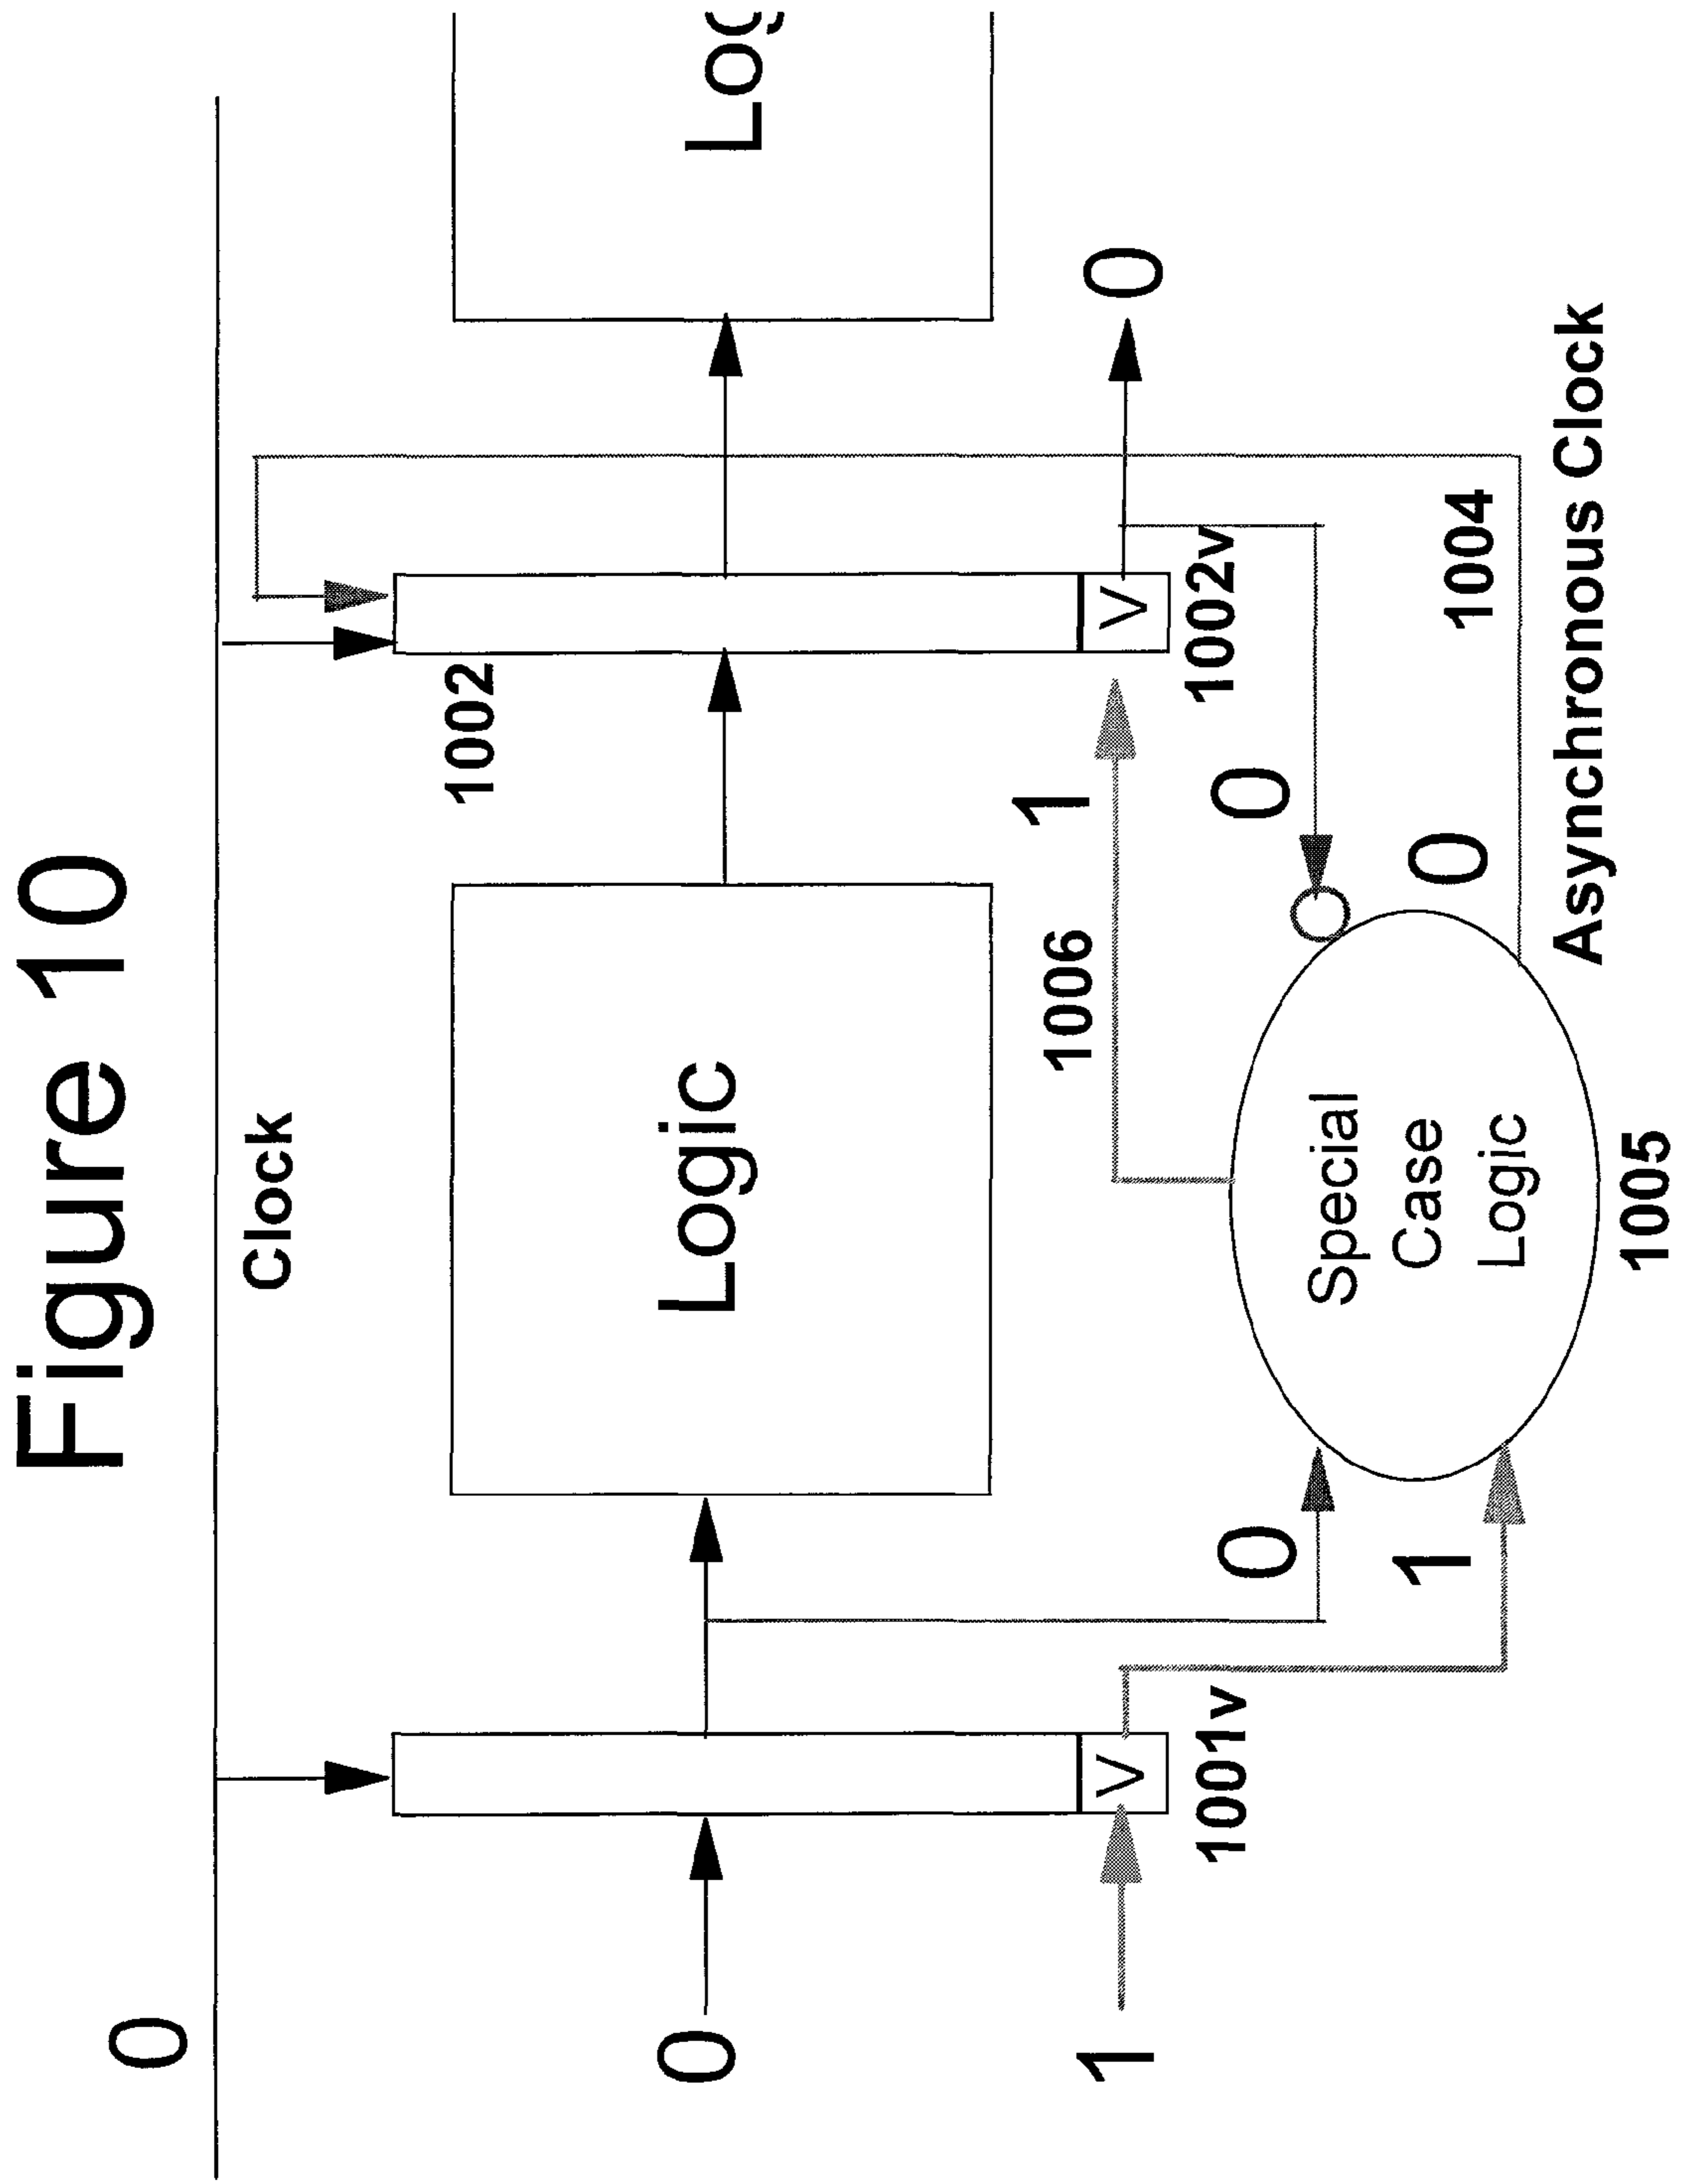 Figure 10
0
Clock
1002
Logic
Log
0
1
1006
1
V
1001v
V
1002v
0
0
1
Special
Case
Logic
0
0
1004
Asynchronous Clock
1005